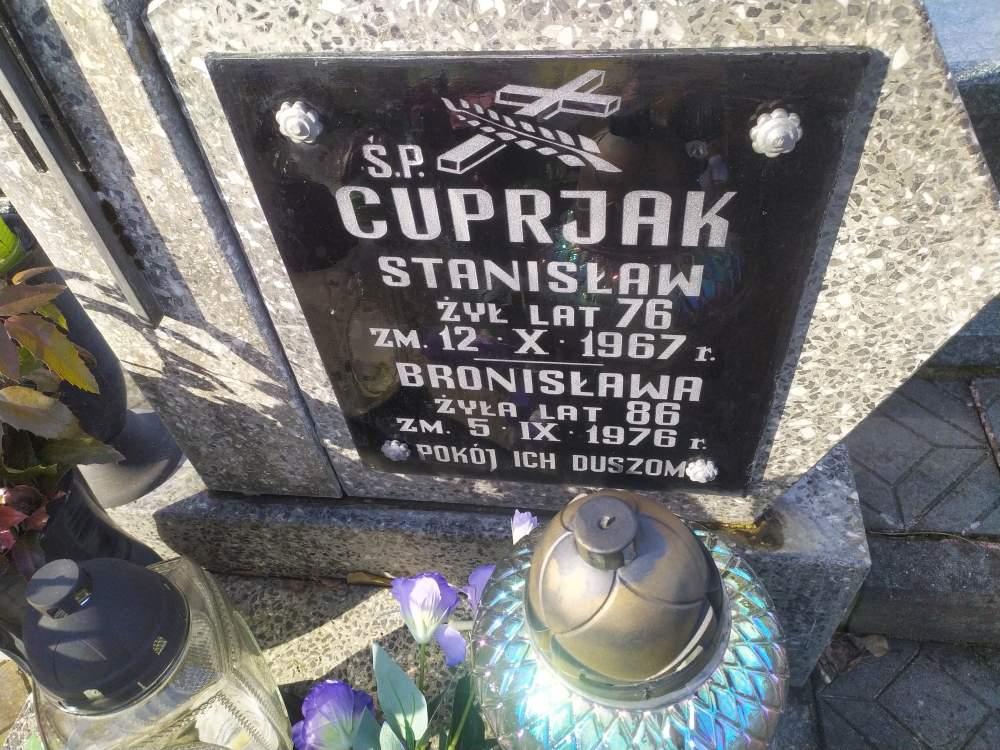 Ś.P.
CUPRJAK
STANISŁAW
ŻYŁ LAT 76
ZM. 12 · X · 1967 r.
BRONISŁAWA
ŻYŁA LAT 86
ZM. 5 · IX · 1976 r.
POKÓJ ICH DUSZOM